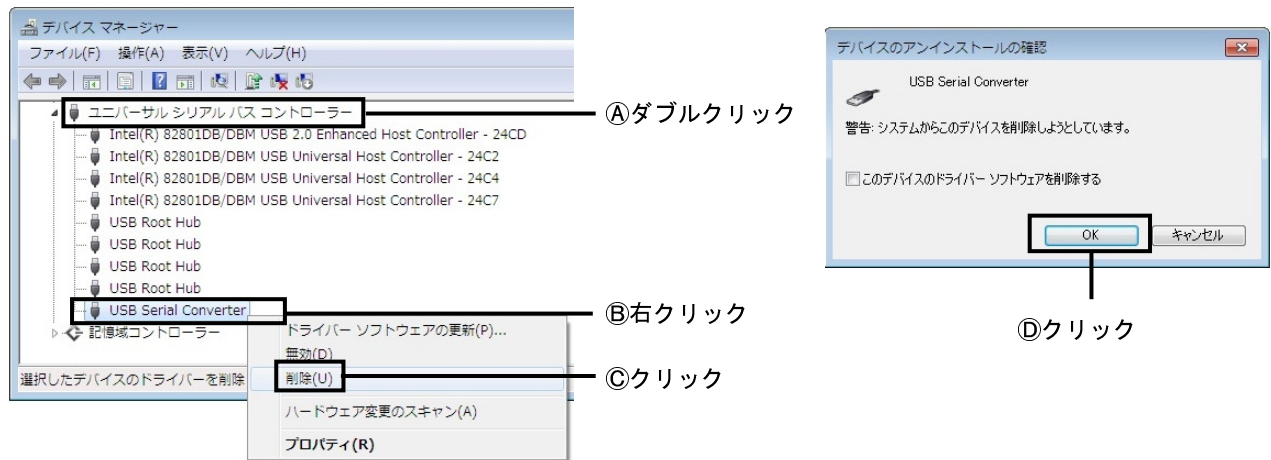 デバイス マネージャー
ファイル(F) 操作(A) 表示(V) ヘルプ(H)
ユニバーサル シリアル バス コントローラー
Intel(R) 82801DB/DBM USB 2.0 Enhanced Host Controller - 24CD
Intel(R) 82801DB/DBM USB Universal Host Controller - 24C2
Intel(R) 82801DB/DBM USB Universal Host Controller - 24C4
Intel(R) 82801DB/DBM USB Universal Host Controller - 24C7
USB Root Hub
USB Root Hub
USB Root Hub
USB Root Hub
USB Serial Converter
記憶域コントローラー
選択したデバイスのドライバーを削除
ドライバー ソフトウェアの更新(P)...
無効(D)
削除(U)
ハードウェア変更のスキャン(A)
プロパティ(R)
Ⓐダブルクリック
Ⓑ右クリック
Ⓒクリック
デバイスのアンインストールの確認
USB Serial Converter
警告: システムからこのデバイスを削除しようとしています。
このデバイスのドライバー ソフトウェアを削除する
OK キャンセル
Ⓓクリック